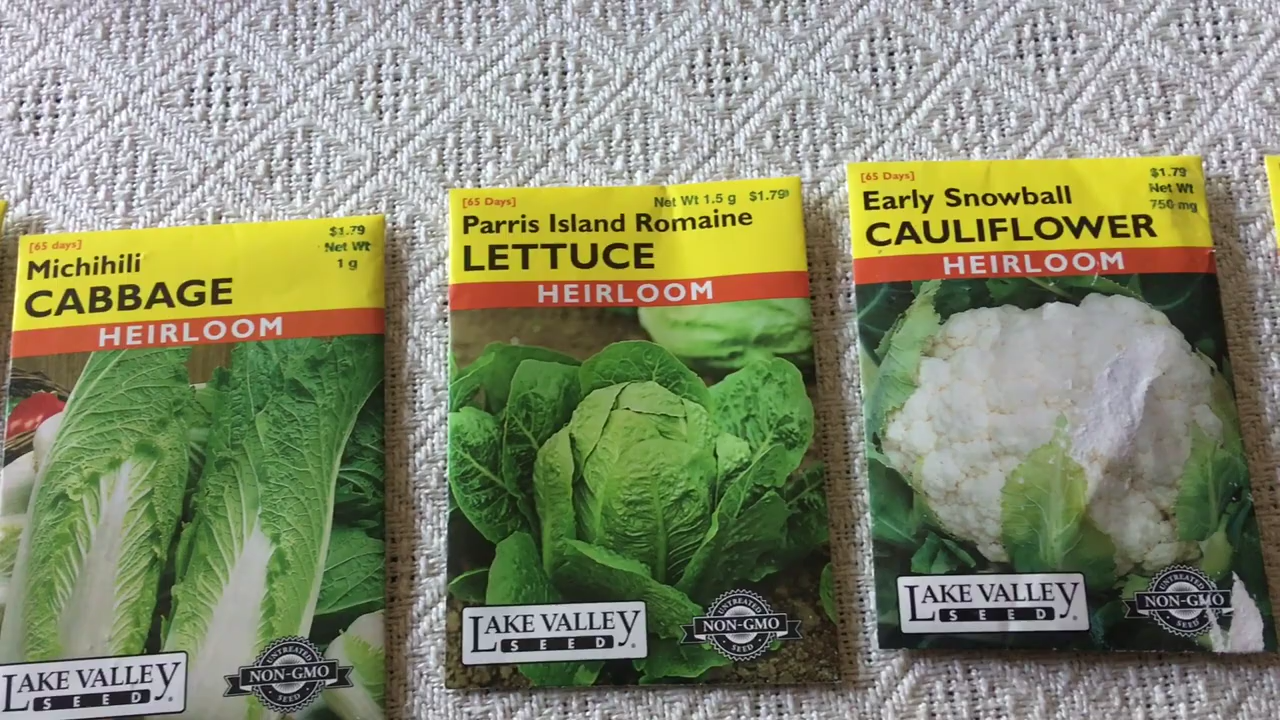 [65 days]
$1.79
Net Wt
1 g
Michihili
CABBAGE
HEIRLOOM
LAKE VALLEY
SEED
®
UNTREATED
NON-GMO
SEED
[65 Days]
Net Wt 1.5 g $1.79
Parris Island Romaine
LETTUCE
HEIRLOOM
LAKE VALLEY
SEED
®
UNTREATED
NON-GMO
SEED
[65 Days]
$1.79
Net Wt
750 mg
Early Snowball
CAULIFLOWER
HEIRLOOM
LAKE VALLEY
SEED
®
UNTREATED
NON-GMO
SEED